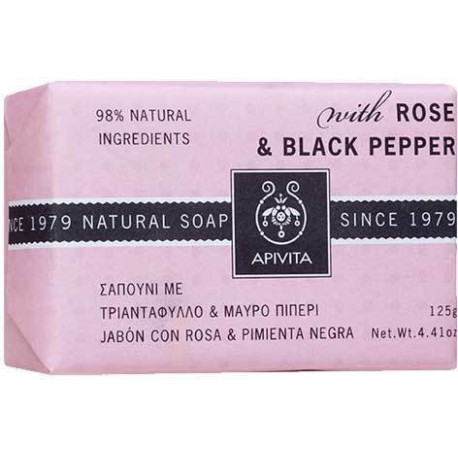 98% NATURAL
INGREDIENTS
with ROSE
& BLACK PEPPER
NCE 1979 NATURAL SOAP
APIVITA
SINCE 1979
ΣΑΠΟΥΝΙ ΜΕ
ΤΡΙΑΝΤΑΦΥΛΛΟ & ΜΑΥΡΟ ΠΙΠΕΡΙ
JABÓN CON ROSA & PIMIENTA NEGRA
125g
Net.Wt.4.41oz